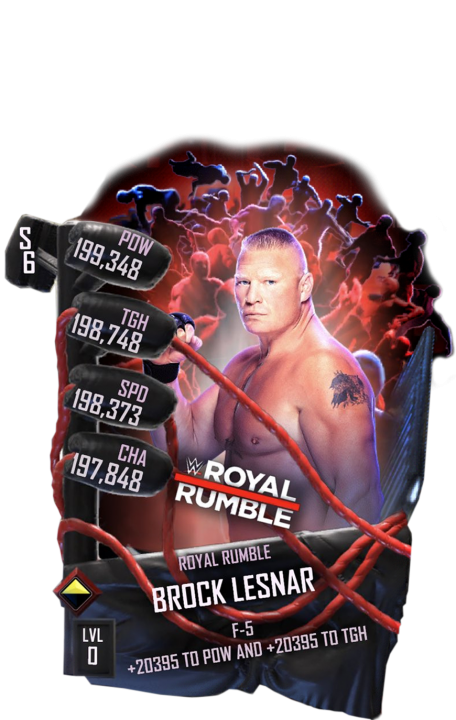 S
6
POW
199,348
TGH
198,748
SPD
198,373
CHA
197,848
W ROYAL
RUMBLE
ROYAL RUMBLE
BROCK LESNAR
F-5
+20395 TO POW AND +20395 TO TGH
LVL
0